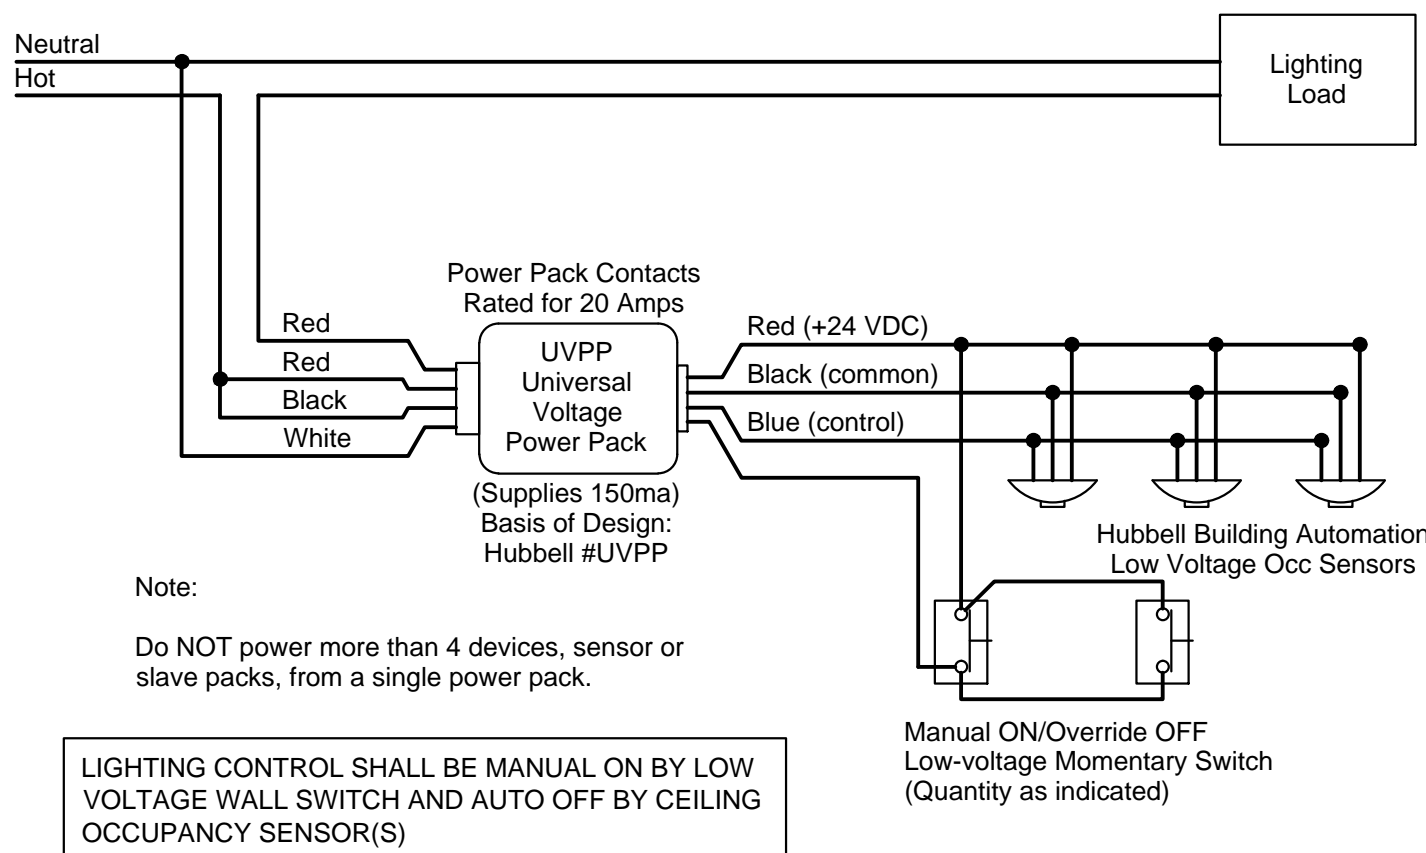 Neutral
Hot
Lighting
Load
Power Pack Contacts
Rated for 20 Amps
Red
Red
Black
White
UVPP
Universal
Voltage
Power Pack
Red (+24 VDC)
Black (common)
Blue (control)
(Supplies 150ma)
Basis of Design:
Hubbell #UVPP
Hubbell Building Automation
Low Voltage Occ Sensors
Note:
Do NOT power more than 4 devices, sensor or
slave packs, from a single power pack.
Manual ON/Override OFF
Low-voltage Momentary Switch
(Quantity as indicated)
LIGHTING CONTROL SHALL BE MANUAL ON BY LOW
VOLTAGE WALL SWITCH AND AUTO OFF BY CEILING
OCCUPANCY SENSOR(S)